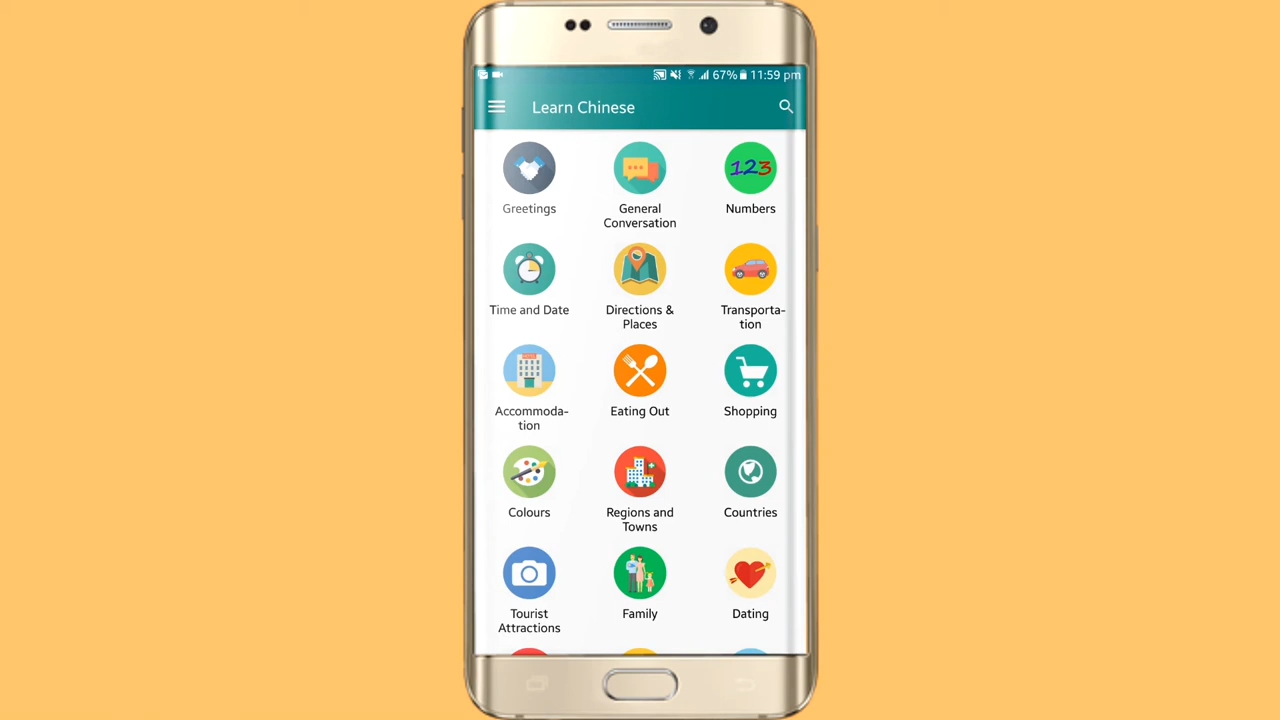 67% 11:59 pm
Learn Chinese
Greetings
General
Conversation
123
Numbers
Time and Date
Directions &
Places
Transporta-
tion
Accommoda-
tion
Eating Out
Shopping
Colours
Regions and
Towns
Countries
Tourist
Attractions
Family
Dating